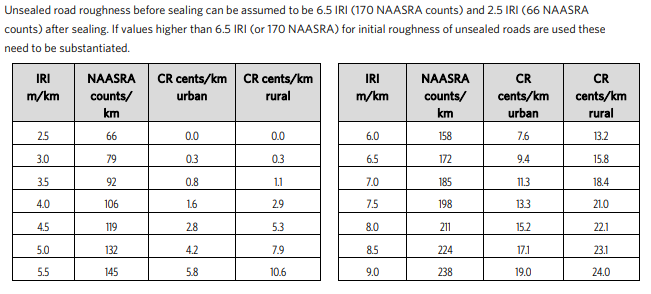 Unsealed road roughness before sealing can be assumed to be 6.5 IRI (170 NAASRA counts) and 2.5 IRI (66 NAASRA
counts) after sealing. If values higher than 6.5 IRI (or 170 NAASRA) for initial roughness of unsealed roads are used these
need to be substantiated.
IRI m/km NAASRA counts/ km CR cents/km urban CR cents/km rural
2.5 66 0.0 0.0
3.0 79 0.3 0.3
3.5 92 0.8 1.1
4.0 106 1.6 2.9
4.5 119 2.8 5.3
5.0 132 4.2 7.9
5.5 145 5.8 10.6
IRI m/km NAASRA counts/ km CR cents/km urban CR cents/km rural
6.0 158 7.6 13.2
6.5 172 9.4 15.8
7.0 185 11.3 18.4
7.5 198 13.3 21.0
8.0 211 15.2 22.1
8.5 224 17.1 23.1
9.0 238 19.0 24.0